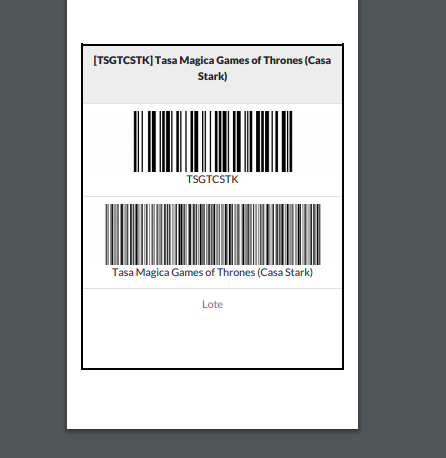 [TSGTCSTK] Tasa Magica Games of Thrones (Casa
Stark)
TSGTCSTK
Tasa Magica Games of Thrones (Casa Stark)
Lote